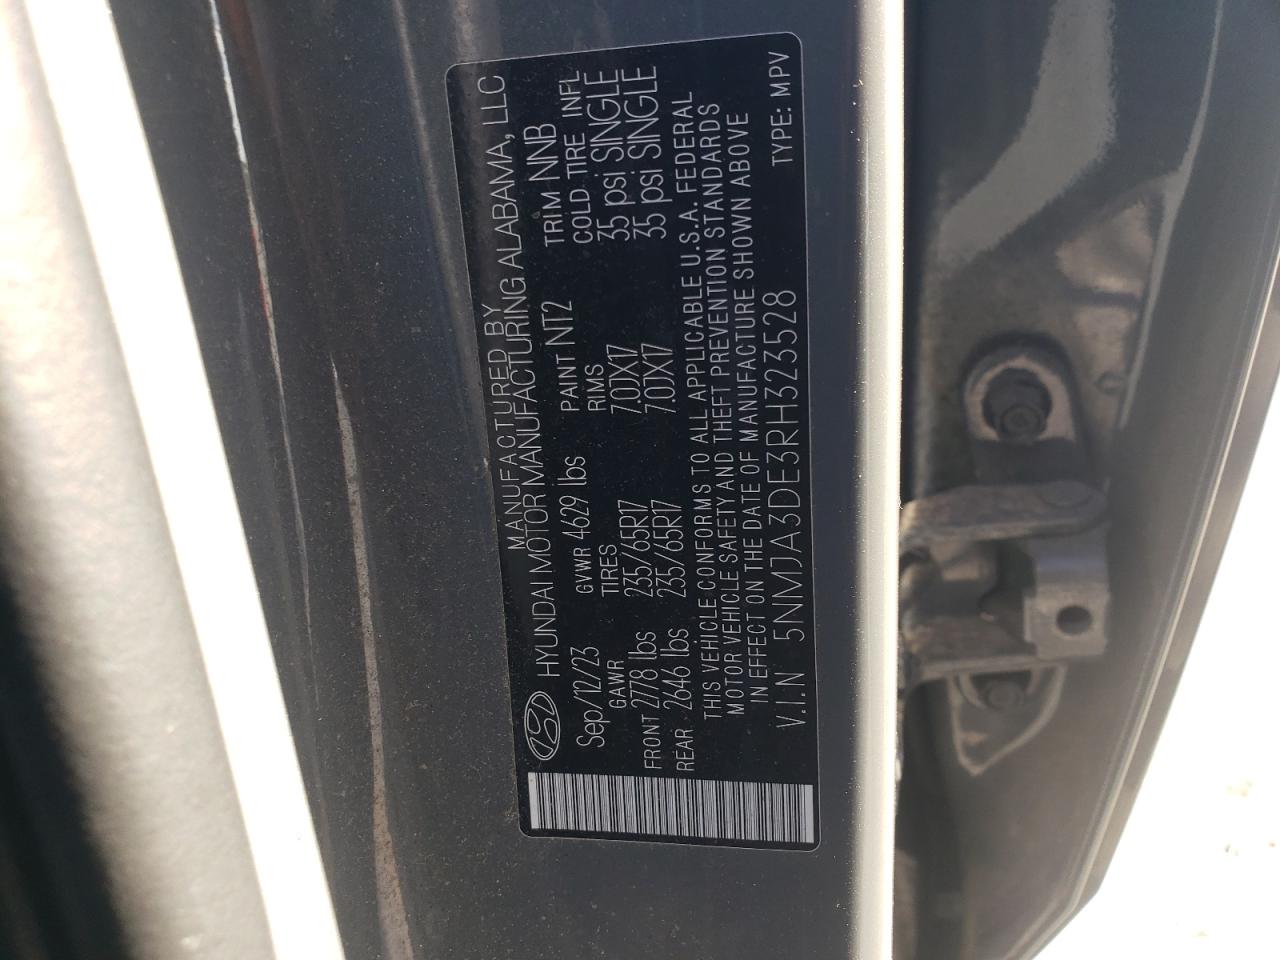 MANUFACTURED BY
HYUNDAI MOTOR MANUFACTURING ALABAMA, LLC
Sep/12/23 GVWR 4629 lbs PAINT NT2 TRIM NNB
GAWR TIRES RIMS COLD TIRE INFL
FRONT 2778 lbs 235/65R17 7.0JX17 35 psi SINGLE
REAR 2646 lbs 235/65R17 7.0JX17 35 psi SINGLE
THIS VEHICLE CONFORMS TO ALL APPLICABLE U.S.A. FEDERAL
MOTOR VEHICLE SAFETY AND THEFT PREVENTION STANDARDS
IN EFFECT ON THE DATE OF MANUFACTURE SHOWN ABOVE
V.I.N 5NMJA3DE3RH323528 TYPE: MPV